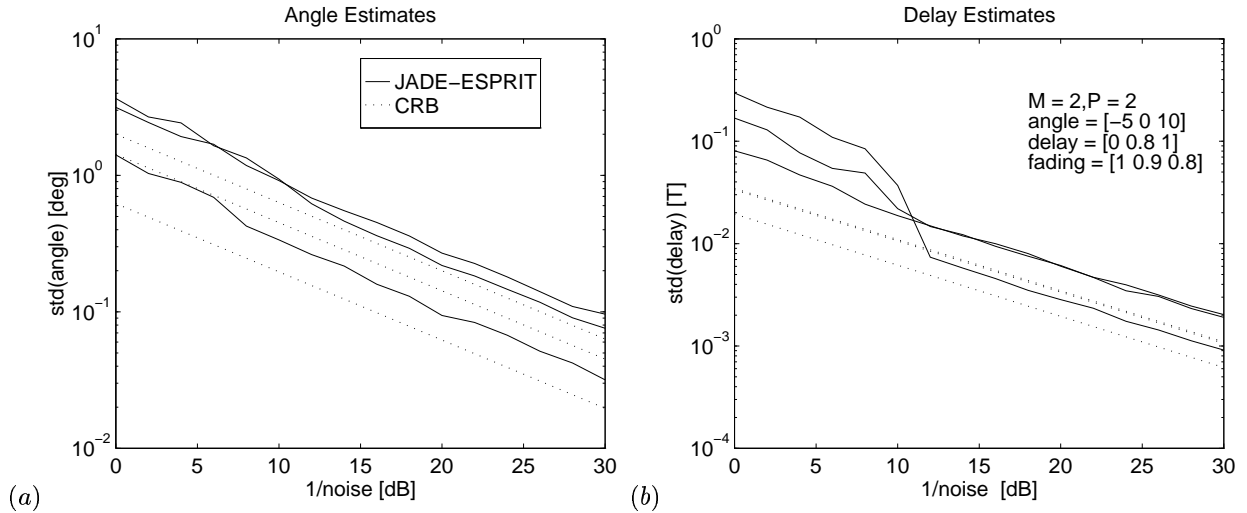 Angle Estimates
10^1
10^0
10^−1
10^−2
std(angle) [deg]
JADE−ESPRIT
CRB
0 5 10 15 20 25 30
1/noise [dB]
(a)
Delay Estimates
10^0
10^−1
10^−2
10^−3
10^−4
std(delay) [T]
M = 2,P = 2
angle = [−5 0 10]
delay = [0 0.8 1]
fading = [1 0.9 0.8]
0 5 10 15 20 25 30
1/noise [dB]
(b)